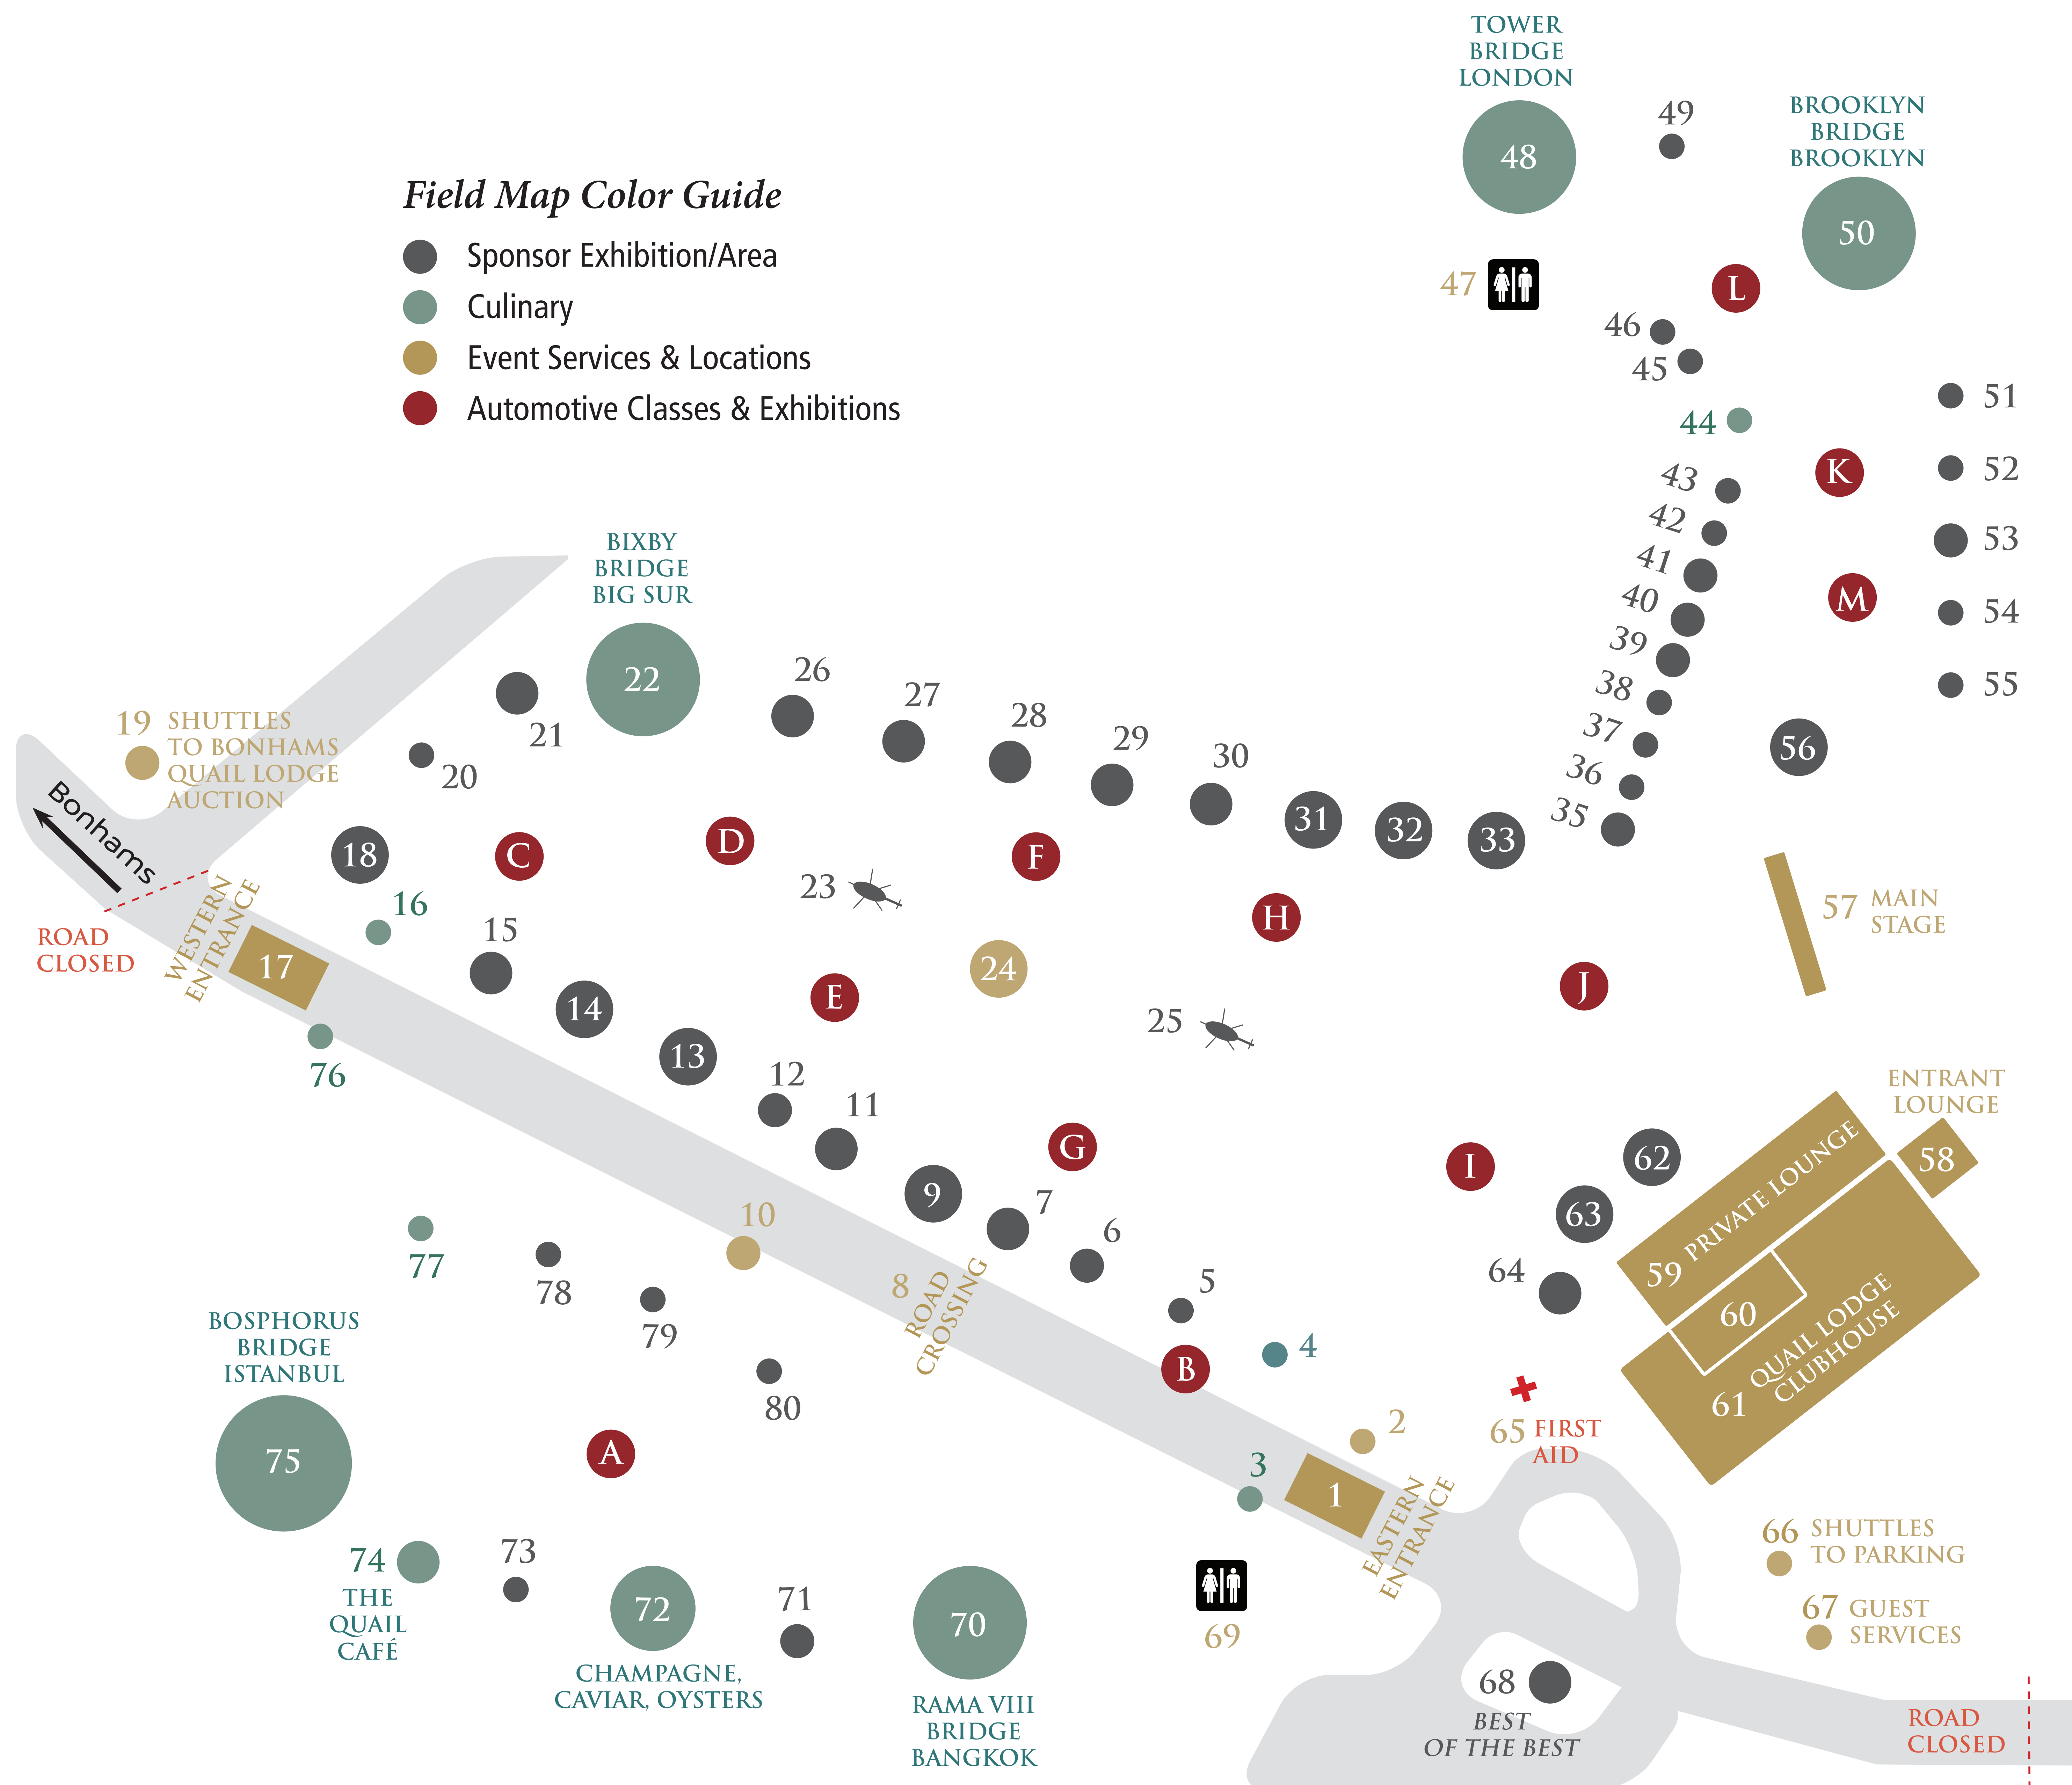 TOWER
BRIDGE
LONDON
48
49
BROOKLYN
BRIDGE
BROOKLYN
50
Field Map Color Guide
Sponsor Exhibition/Area
Culinary
Event Services & Locations
Automotive Classes & Exhibitions
47
L
46
45
44
51
K
52
43
42
53
41
40
M
54
39
38
55
37
56
36
35
BIXBY
BRIDGE
BIG SUR
22
21
20
26
27
28
29
30
31
32
33
19 SHUTTLES
TO BONHAMS
QUAIL LODGE
AUCTION
Bonhams
ROAD
CLOSED
WESTERN
ENTRANCE
17
18
16
C
D
F
H
J
23
24
25
E
15
14
13
12
11
57 MAIN
STAGE
ENTRANT
LOUNGE
58
59 PRIVATE LOUNGE
60
61 QUAIL LODGE
CLUBHOUSE
62
63
64
I
G
9
7
6
5
4
B
10
8 ROAD
CROSSING
76
77
78
79
80
BOSPHORUS
BRIDGE
ISTANBUL
75
A
3
2
1
EASTERN
ENTRANCE
65 FIRST
AID
66 SHUTTLES
TO PARKING
67 GUEST
SERVICES
74
THE
QUAIL
CAFÉ
73
72
CHAMPAGNE,
CAVIAR, OYSTERS
71
70
RAMA VIII
BRIDGE
BANGKOK
69
68
BEST
OF THE BEST
ROAD
CLOSED